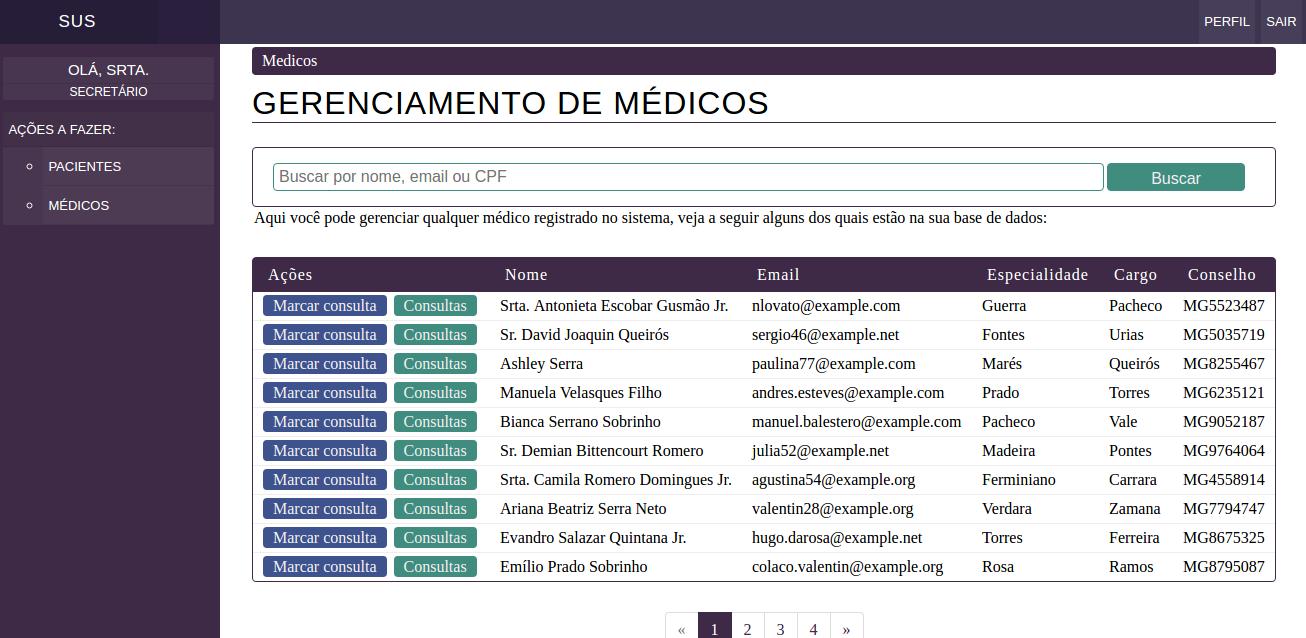 SUS
PERFIL SAIR
OLÁ, SRTA.
SECRETÁRIO
AÇÕES A FAZER:
PACIENTES
MÉDICOS
Medicos
GERENCIAMENTO DE MÉDICOS
Buscar por nome, email ou CPF Buscar
Aqui você pode gerenciar qualquer médico registrado no sistema, veja a seguir alguns dos quais estão na sua base de dados:
Ações Nome Email Especialidade Cargo Conselho
Marcar consulta Consultas Srta. Antonieta Escobar Gusmão Jr. nlovato@example.com Guerra Pacheco MG5523487
Marcar consulta Consultas Sr. David Joaquin Queirós sergio46@example.net Fontes Urias MG5035719
Marcar consulta Consultas Ashley Serra paulina77@example.com Marés Queirós MG8255467
Marcar consulta Consultas Manuela Velasques Filho andres.esteves@example.com Prado Torres MG6235121
Marcar consulta Consultas Bianca Serrano Sobrinho manuel.balestero@example.com Pacheco Vale MG9052187
Marcar consulta Consultas Sr. Demian Bittencourt Romero julia52@example.net Madeira Pontes MG9764064
Marcar consulta Consultas Srta. Camila Romero Domingues Jr. agustina54@example.org Ferminiano Carrara MG4558914
Marcar consulta Consultas Ariana Beatriz Serra Neto valentin28@example.org Verdara Zamana MG7794747
Marcar consulta Consultas Evandro Salazar Quintana Jr. hugo.darosa@example.net Torres Ferreira MG8675325
Marcar consulta Consultas Emílio Prado Sobrinho colaco.valentin@example.org Rosa Ramos MG8795087
« 1 2 3 4 »